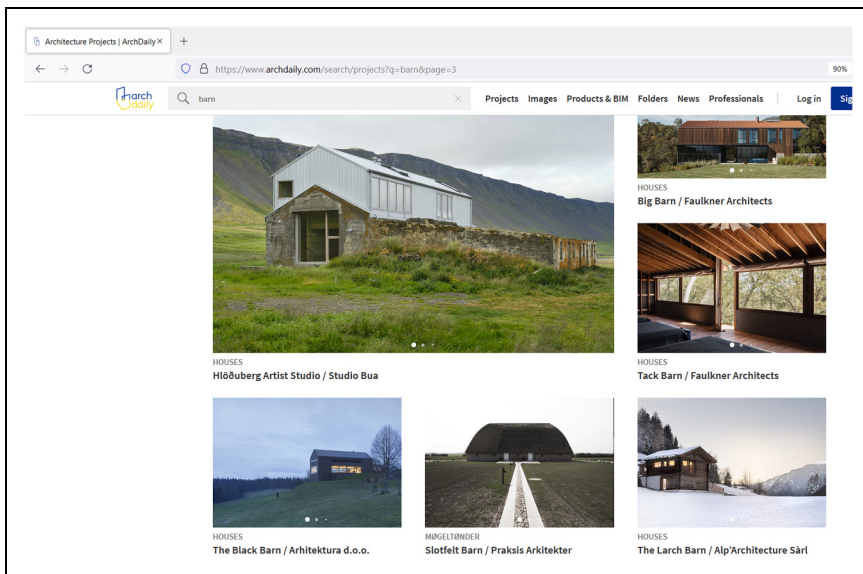 Architecture Projects | ArchDaily
https://www.archdaily.com/search/projects?q=barn&page=3
90%
arch
daily
barn
Projects Images Products & BIM Folders News Professionals Log in Sig
HOUSES
Big Barn / Faulkner Architects
HOUSES
Hlöðuberg Artist Studio / Studio Bua
HOUSES
Tack Barn / Faulkner Architects
HOUSES
The Black Barn / Arhitektura d.o.o.
MØGELTØNDER
Slotfelt Barn / Praksis Arkitekter
HOUSES
The Larch Barn / Alp'Architecture Sàrl